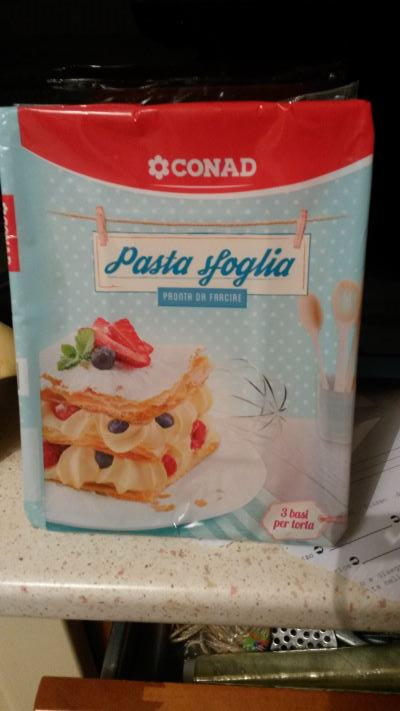 CONAD
Pasta sfoglia
PRONTA DA FARCIRE
3 basi
per torta